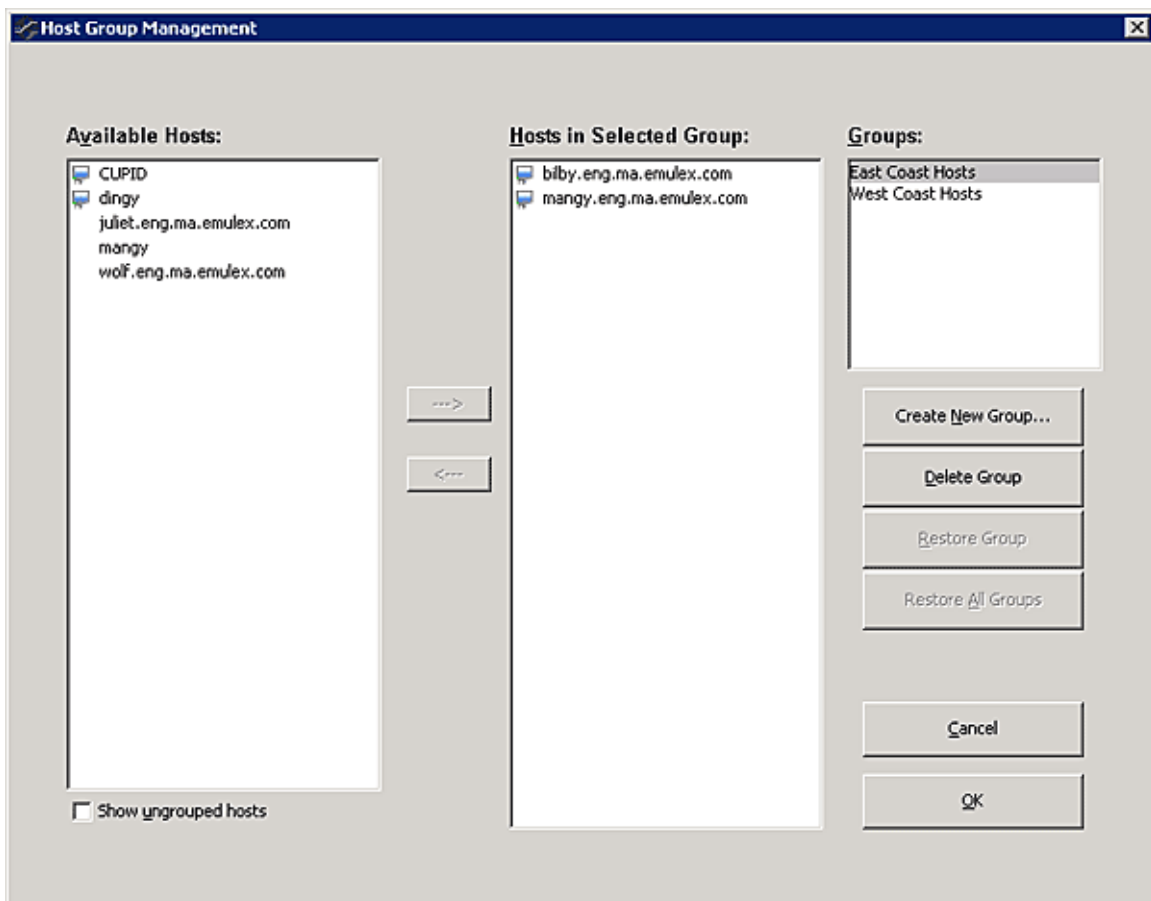 Host Group Management
Available Hosts:
CUPID
dingy
juliet.eng.ma.emulex.com
mangy
wolf.eng.ma.emulex.com
Show ungrouped hosts
--->
<---
Hosts in Selected Group:
bilby.eng.ma.emulex.com
mangy.eng.ma.emulex.com
Groups:
East Coast Hosts
West Coast Hosts
Create New Group...
Delete Group
Restore Group
Restore All Groups
Cancel
OK